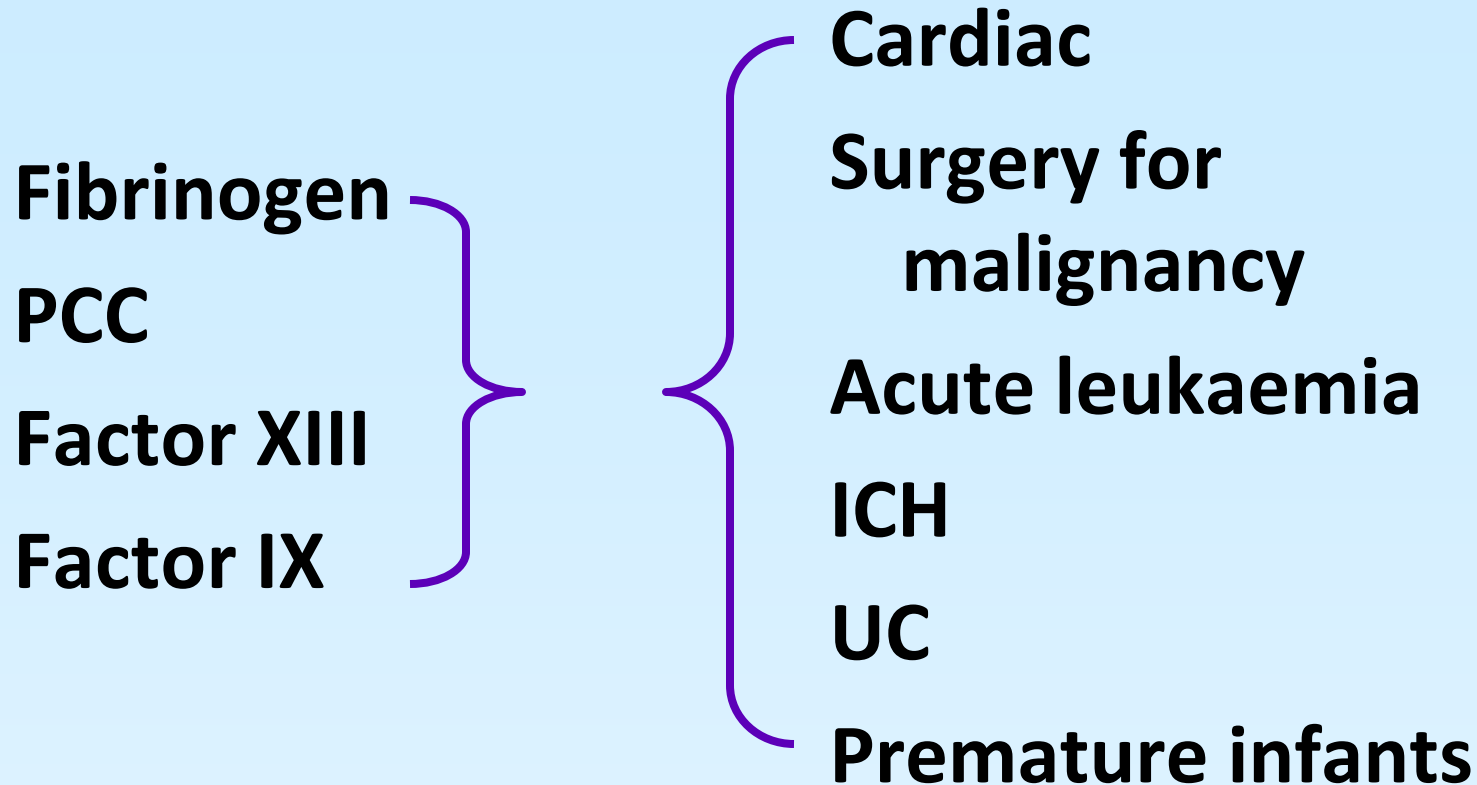 Fibrinogen
PCC
Factor XIII
Factor IX
Cardiac
Surgery for
malignancy
Acute leukaemia
ICH
UC
Premature infants